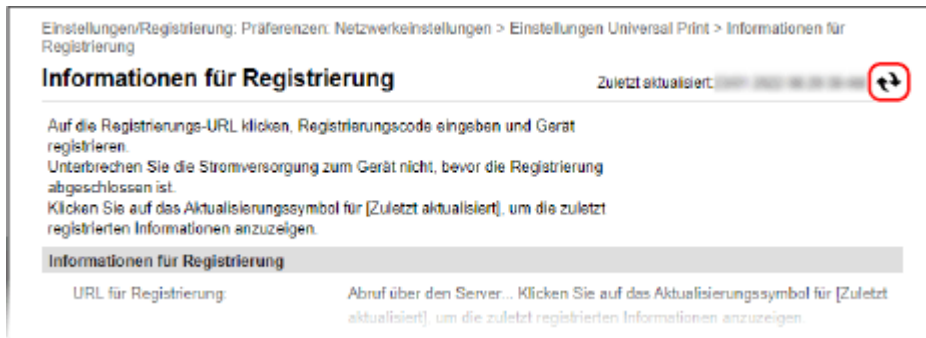 Einstellungen/Registrierung: Präferenzen: Netzwerkeinstellungen > Einstellungen Universal Print > Informationen für
Registrierung
Informationen für Registrierung
Zuletzt aktualisiert:
Auf die Registrierungs-URL klicken, Registrierungscode eingeben und Gerät
registrieren.
Unterbrechen Sie die Stromversorgung zum Gerät nicht, bevor die Registrierung
abgeschlossen ist.
Klicken Sie auf das Aktualisierungssymbol für [Zuletzt aktualisiert], um die zuletzt
registrierten Informationen anzuzeigen.
Informationen für Registrierung
URL für Registrierung: Abruf über den Server... Klicken Sie auf das Aktualisierungssymbol für [Zuletzt
aktualisiert], um die zuletzt registrierten Informationen anzuzeigen.